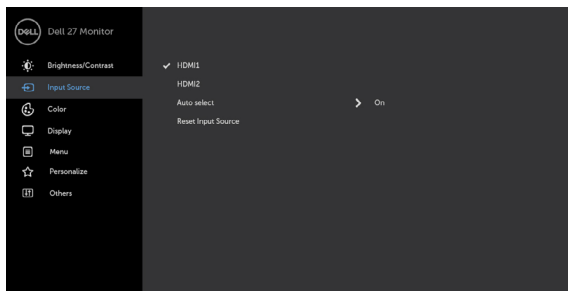 DELL Dell 27 Monitor
Brightness/Contrast
Input Source
Color
Display
Menu
Personalize
Others
HDMI1
HDMI2
Auto select On
Reset Input Source